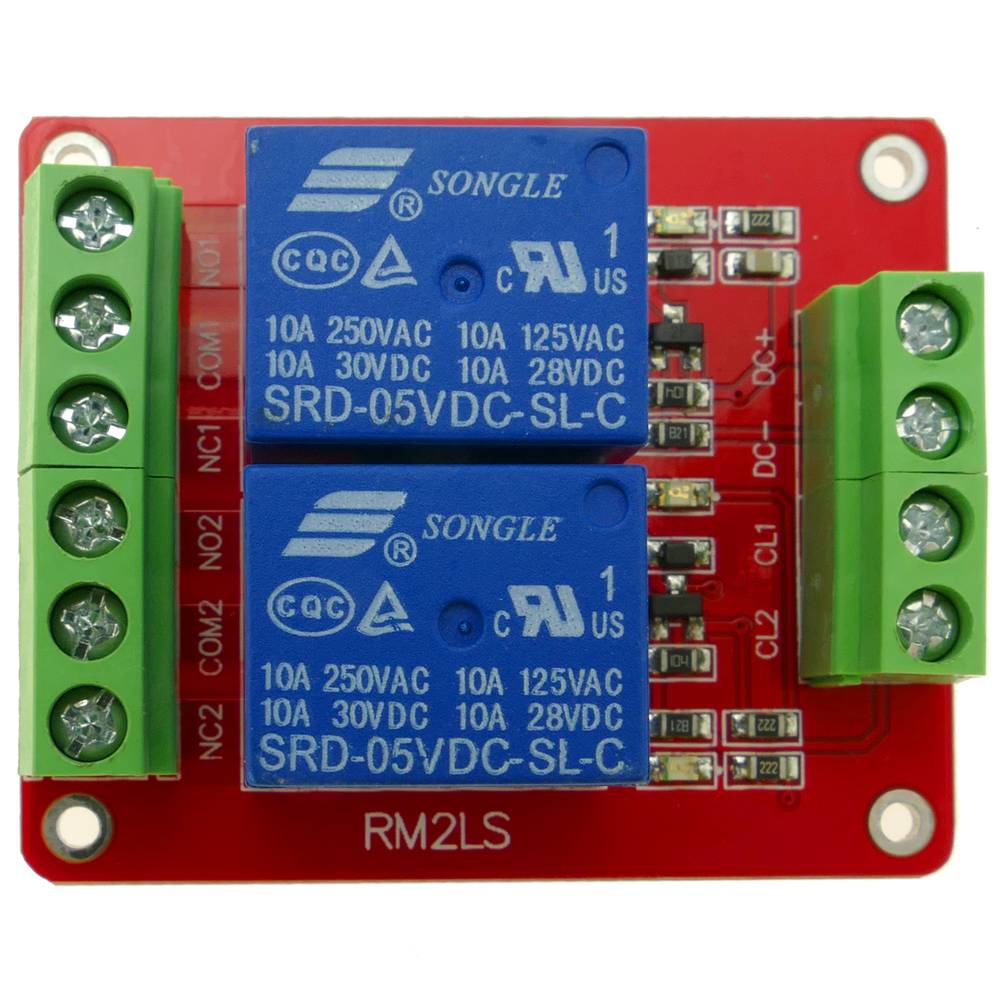 NO1
COM1
NC1
NO2
COM2
NC2
SONGLE
®
CQC
C UR US 1
10A 250VAC 10A 125VAC
10A 30VDC 10A 28VDC
SRD-05VDC-SL-C
SONGLE
®
CQC
C UR US 1
10A 250VAC 10A 125VAC
10A 30VDC 10A 28VDC
SRD-05VDC-SL-C
222
B21
104
B21
222
222
DC+
DC-
CL1
CL2
RM2LS